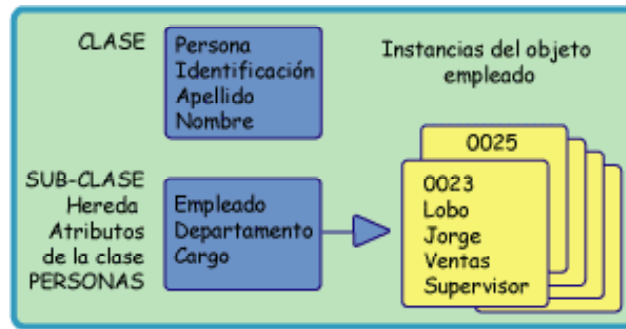 CLASE
Persona
Identificación
Apellido
Nombre
Instancias del objeto
empleado
SUB-CLASE
Hereda
Atributos
de la clase
PERSONAS
Empleado
Departamento
Cargo
0025
0023
Lobo
Jorge
Ventas
Supervisor